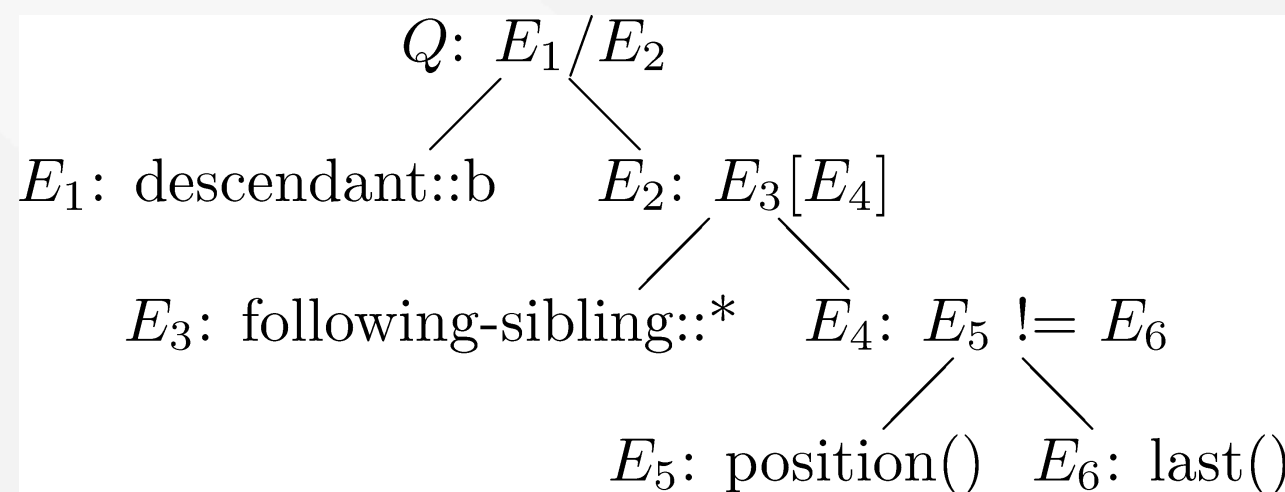 Q: E₁/E₂
E₁: descendant::b E₂: E₃[E₄]
E₃: following-sibling::* E₄: E₅ != E₆
E₅: position() E₆: last()